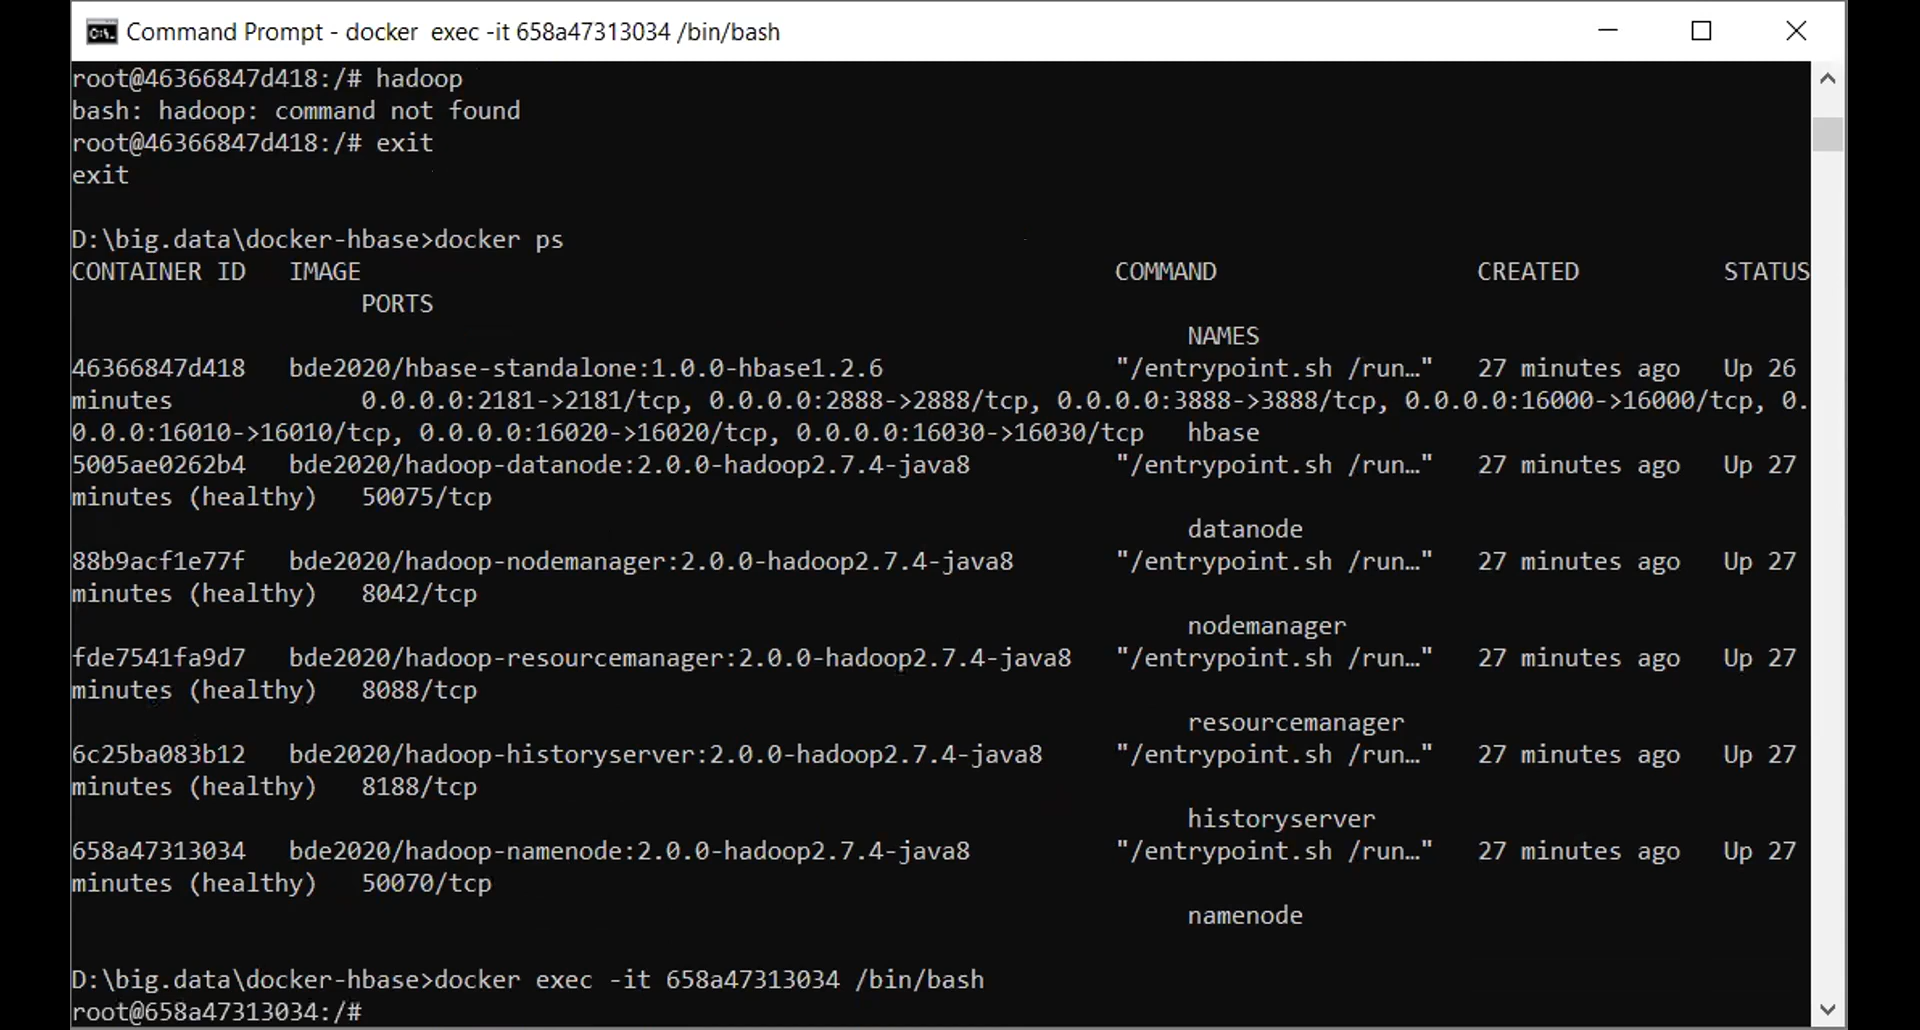 Command Prompt - docker  exec -it 658a47313034 /bin/bash
root@46366847d418:/# hadoop
bash: hadoop: command not found
root@46366847d418:/# exit
exit
D:\big.data\docker-hbase>docker ps
CONTAINER ID   IMAGE                                                    COMMAND                  CREATED          STATUS
                    PORTS
                                                                             NAMES
46366847d418   bde2020/hbase-standalone:1.0.0-hbase1.2.6                "/entrypoint.sh /run…"   27 minutes ago   Up 26
minutes             0.0.0.0:2181->2181/tcp, 0.0.0.0:2888->2888/tcp, 0.0.0.0:3888->3888/tcp, 0.0.0.0:16000->16000/tcp, 0.
0.0.0:16010->16010/tcp, 0.0.0.0:16020->16020/tcp, 0.0.0.0:16030->16030/tcp   hbase
5005ae0262b4   bde2020/hadoop-datanode:2.0.0-hadoop2.7.4-java8          "/entrypoint.sh /run…"   27 minutes ago   Up 27
minutes (healthy)   50075/tcp
                                                                             datanode
88b9acf1e77f   bde2020/hadoop-nodemanager:2.0.0-hadoop2.7.4-java8       "/entrypoint.sh /run…"   27 minutes ago   Up 27
minutes (healthy)   8042/tcp
                                                                             nodemanager
fde7541fa9d7   bde2020/hadoop-resourcemanager:2.0.0-hadoop2.7.4-java8   "/entrypoint.sh /run…"   27 minutes ago   Up 27
minutes (healthy)   8088/tcp
                                                                             resourcemanager
6c25ba083b12   bde2020/hadoop-historyserver:2.0.0-hadoop2.7.4-java8     "/entrypoint.sh /run…"   27 minutes ago   Up 27
minutes (healthy)   8188/tcp
                                                                             historyserver
658a47313034   bde2020/hadoop-namenode:2.0.0-hadoop2.7.4-java8          "/entrypoint.sh /run…"   27 minutes ago   Up 27
minutes (healthy)   50070/tcp
                                                                             namenode
D:\big.data\docker-hbase>docker exec -it 658a47313034 /bin/bash
root@658a47313034:/#